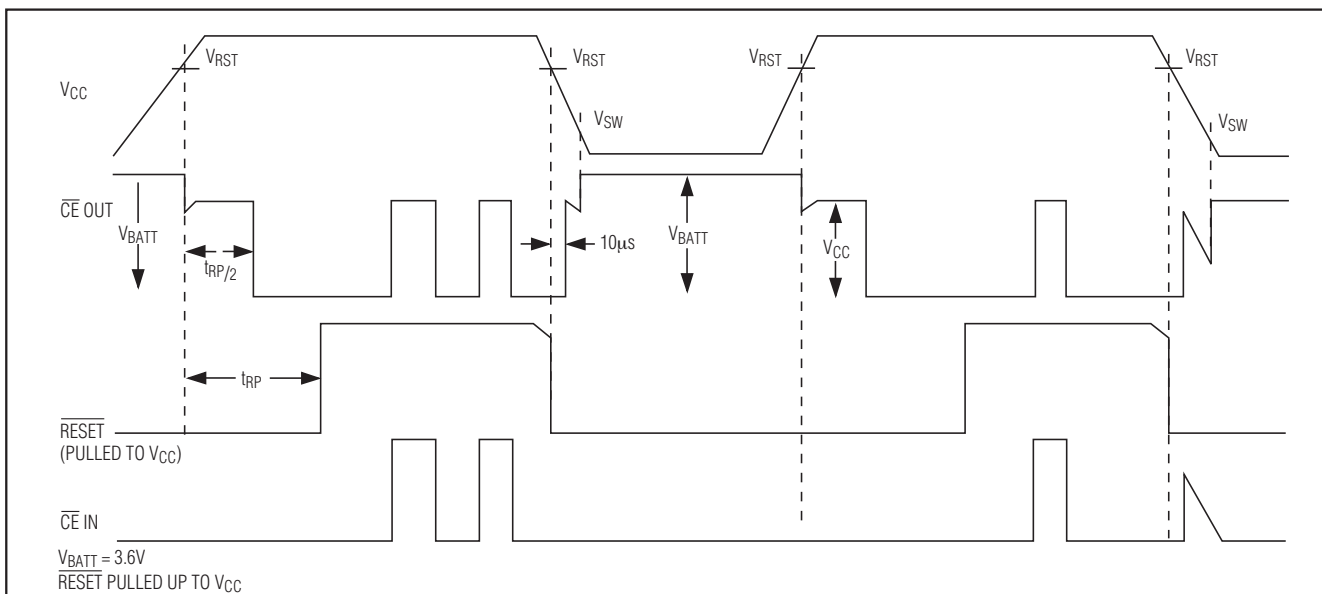 VRST
VRST
VRST
VRST
VCC
VSW
VSW
CE OUT
VBATT
tRP/2
10µs
VBATT
VCC
tRP
RESET
(PULLED TO VCC)
CE IN
VBATT = 3.6V
RESET PULLED UP TO VCC